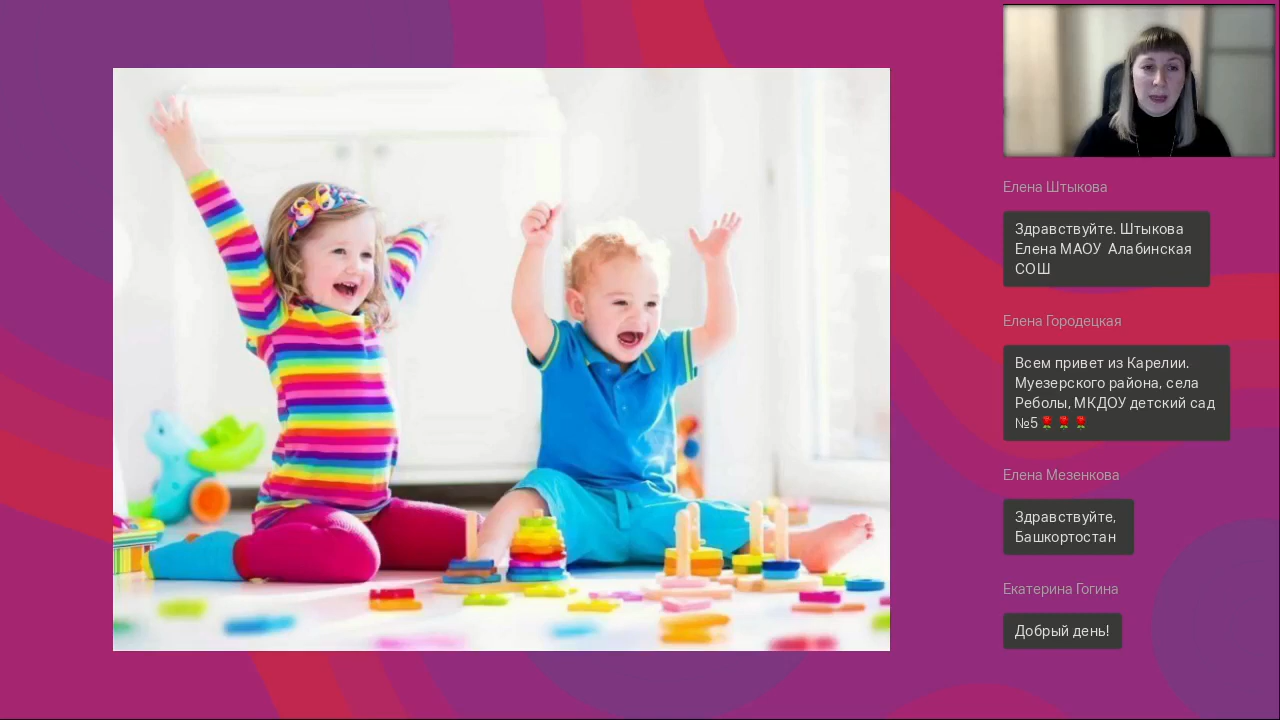 Елена Штыкова
Здравствуйте. Штыкова
Елена МАОУ Алабинская
СОШ
Елена Городецкая
Всем привет из Карелии.
Муезерского района, села
Реболы, МКДОУ детский сад
№5🌹🌹🌹
Елена Мезенкова
Здравствуйте,
Башкортостан
Екатерина Гогина
Добрый день!